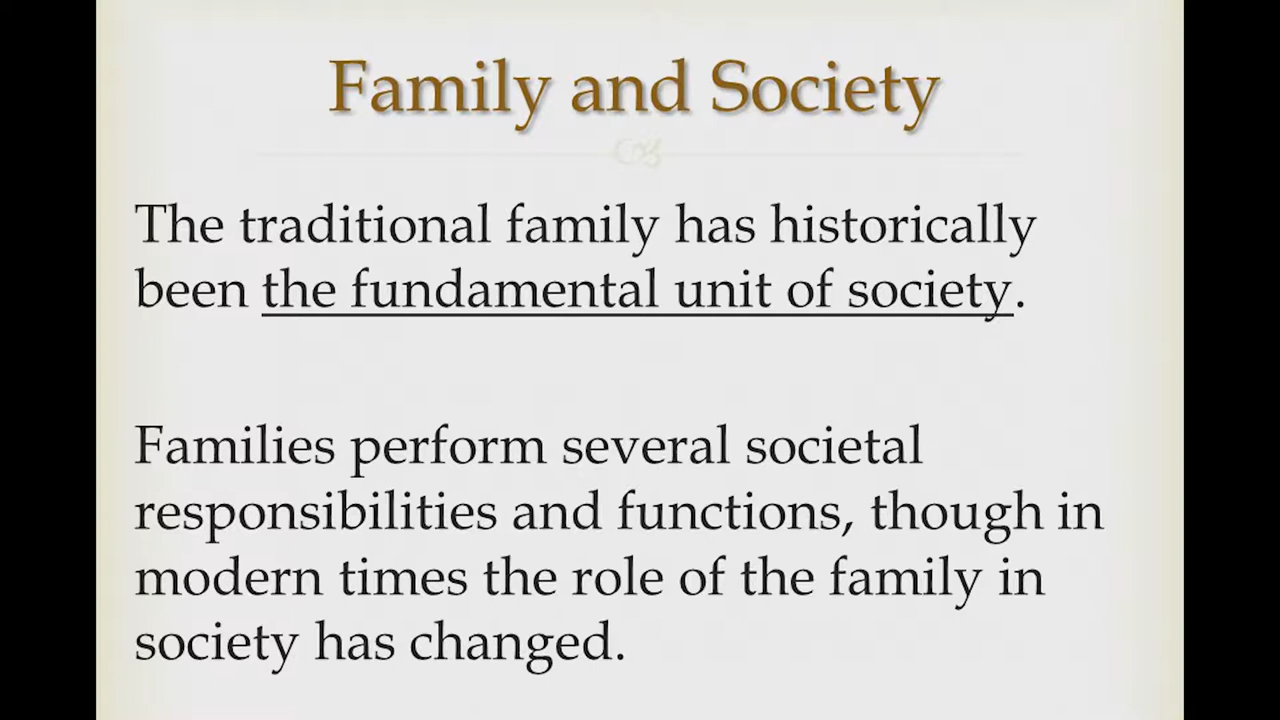 Family and Society
The traditional family has historically
been the fundamental unit of society.
Families perform several societal
responsibilities and functions, though in
modern times the role of the family in
society has changed.